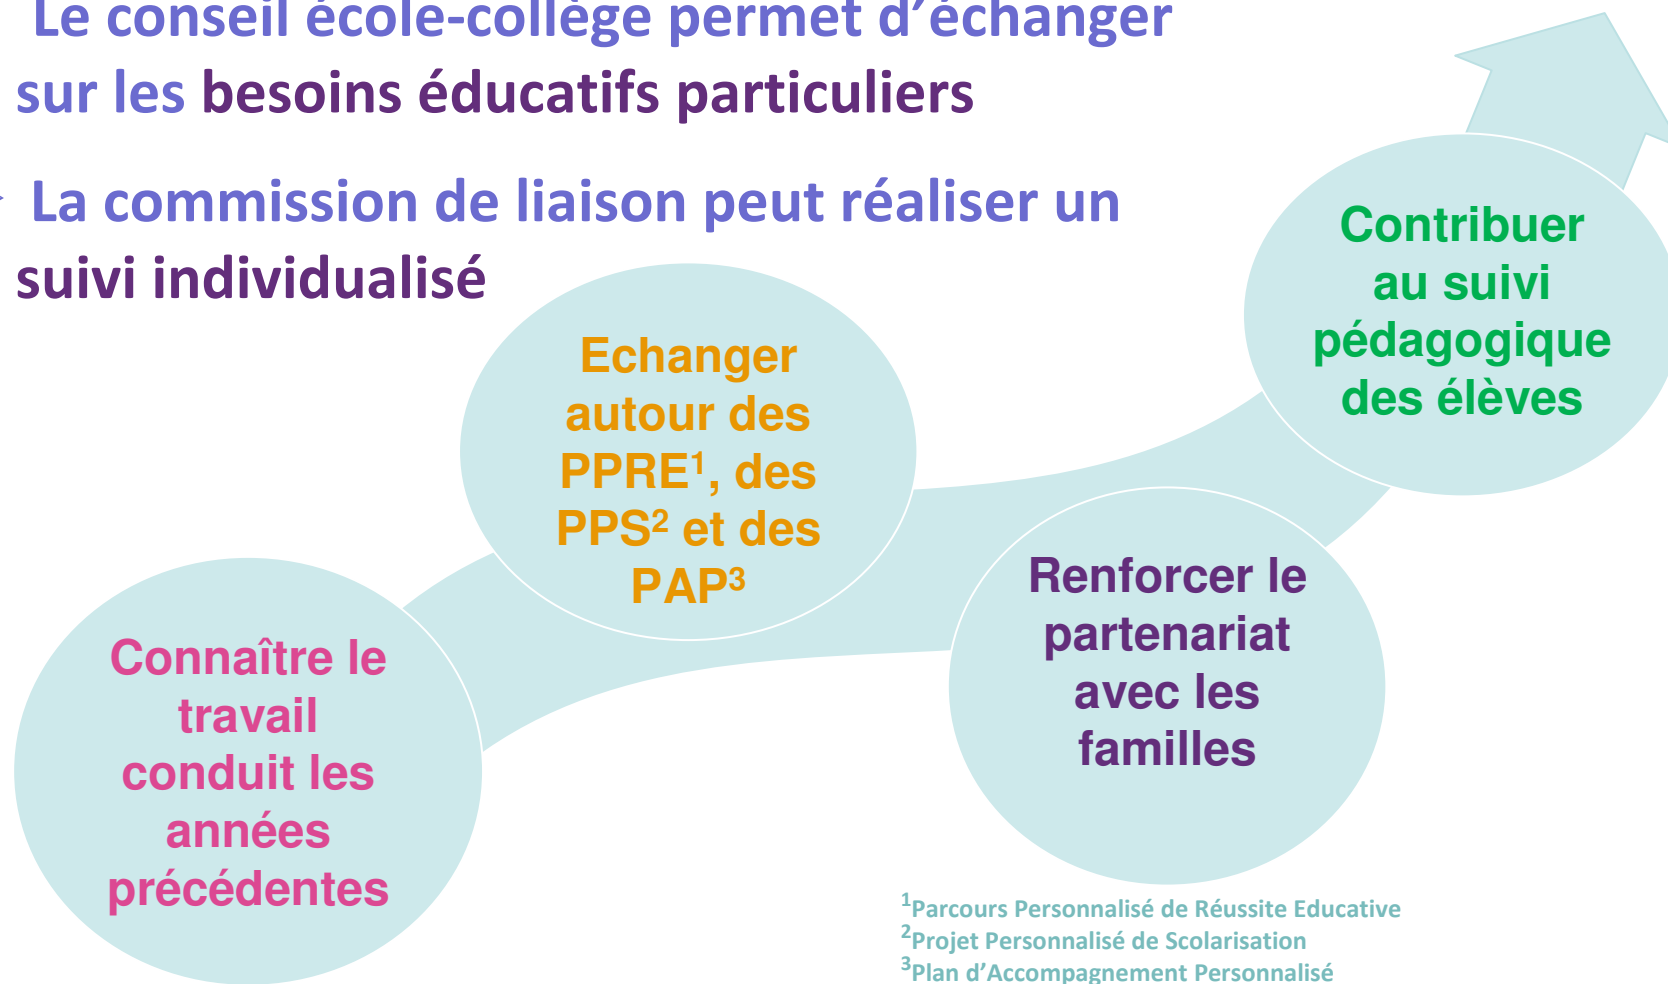 Le conseil école-collège permet d’échanger
sur les besoins éducatifs particuliers
La commission de liaison peut réaliser un
suivi individualisé
Connaître le
travail
conduit les
années
précédentes
Echanger
autour des
PPRE¹, des
PPS² et des
PAP³
Renforcer le
partenariat
avec les
familles
Contribuer
au suivi
pédagogique
des élèves
¹Parcours Personnalisé de Réussite Educative
²Projet Personnalisé de Scolarisation
³Plan d’Accompagnement Personnalisé